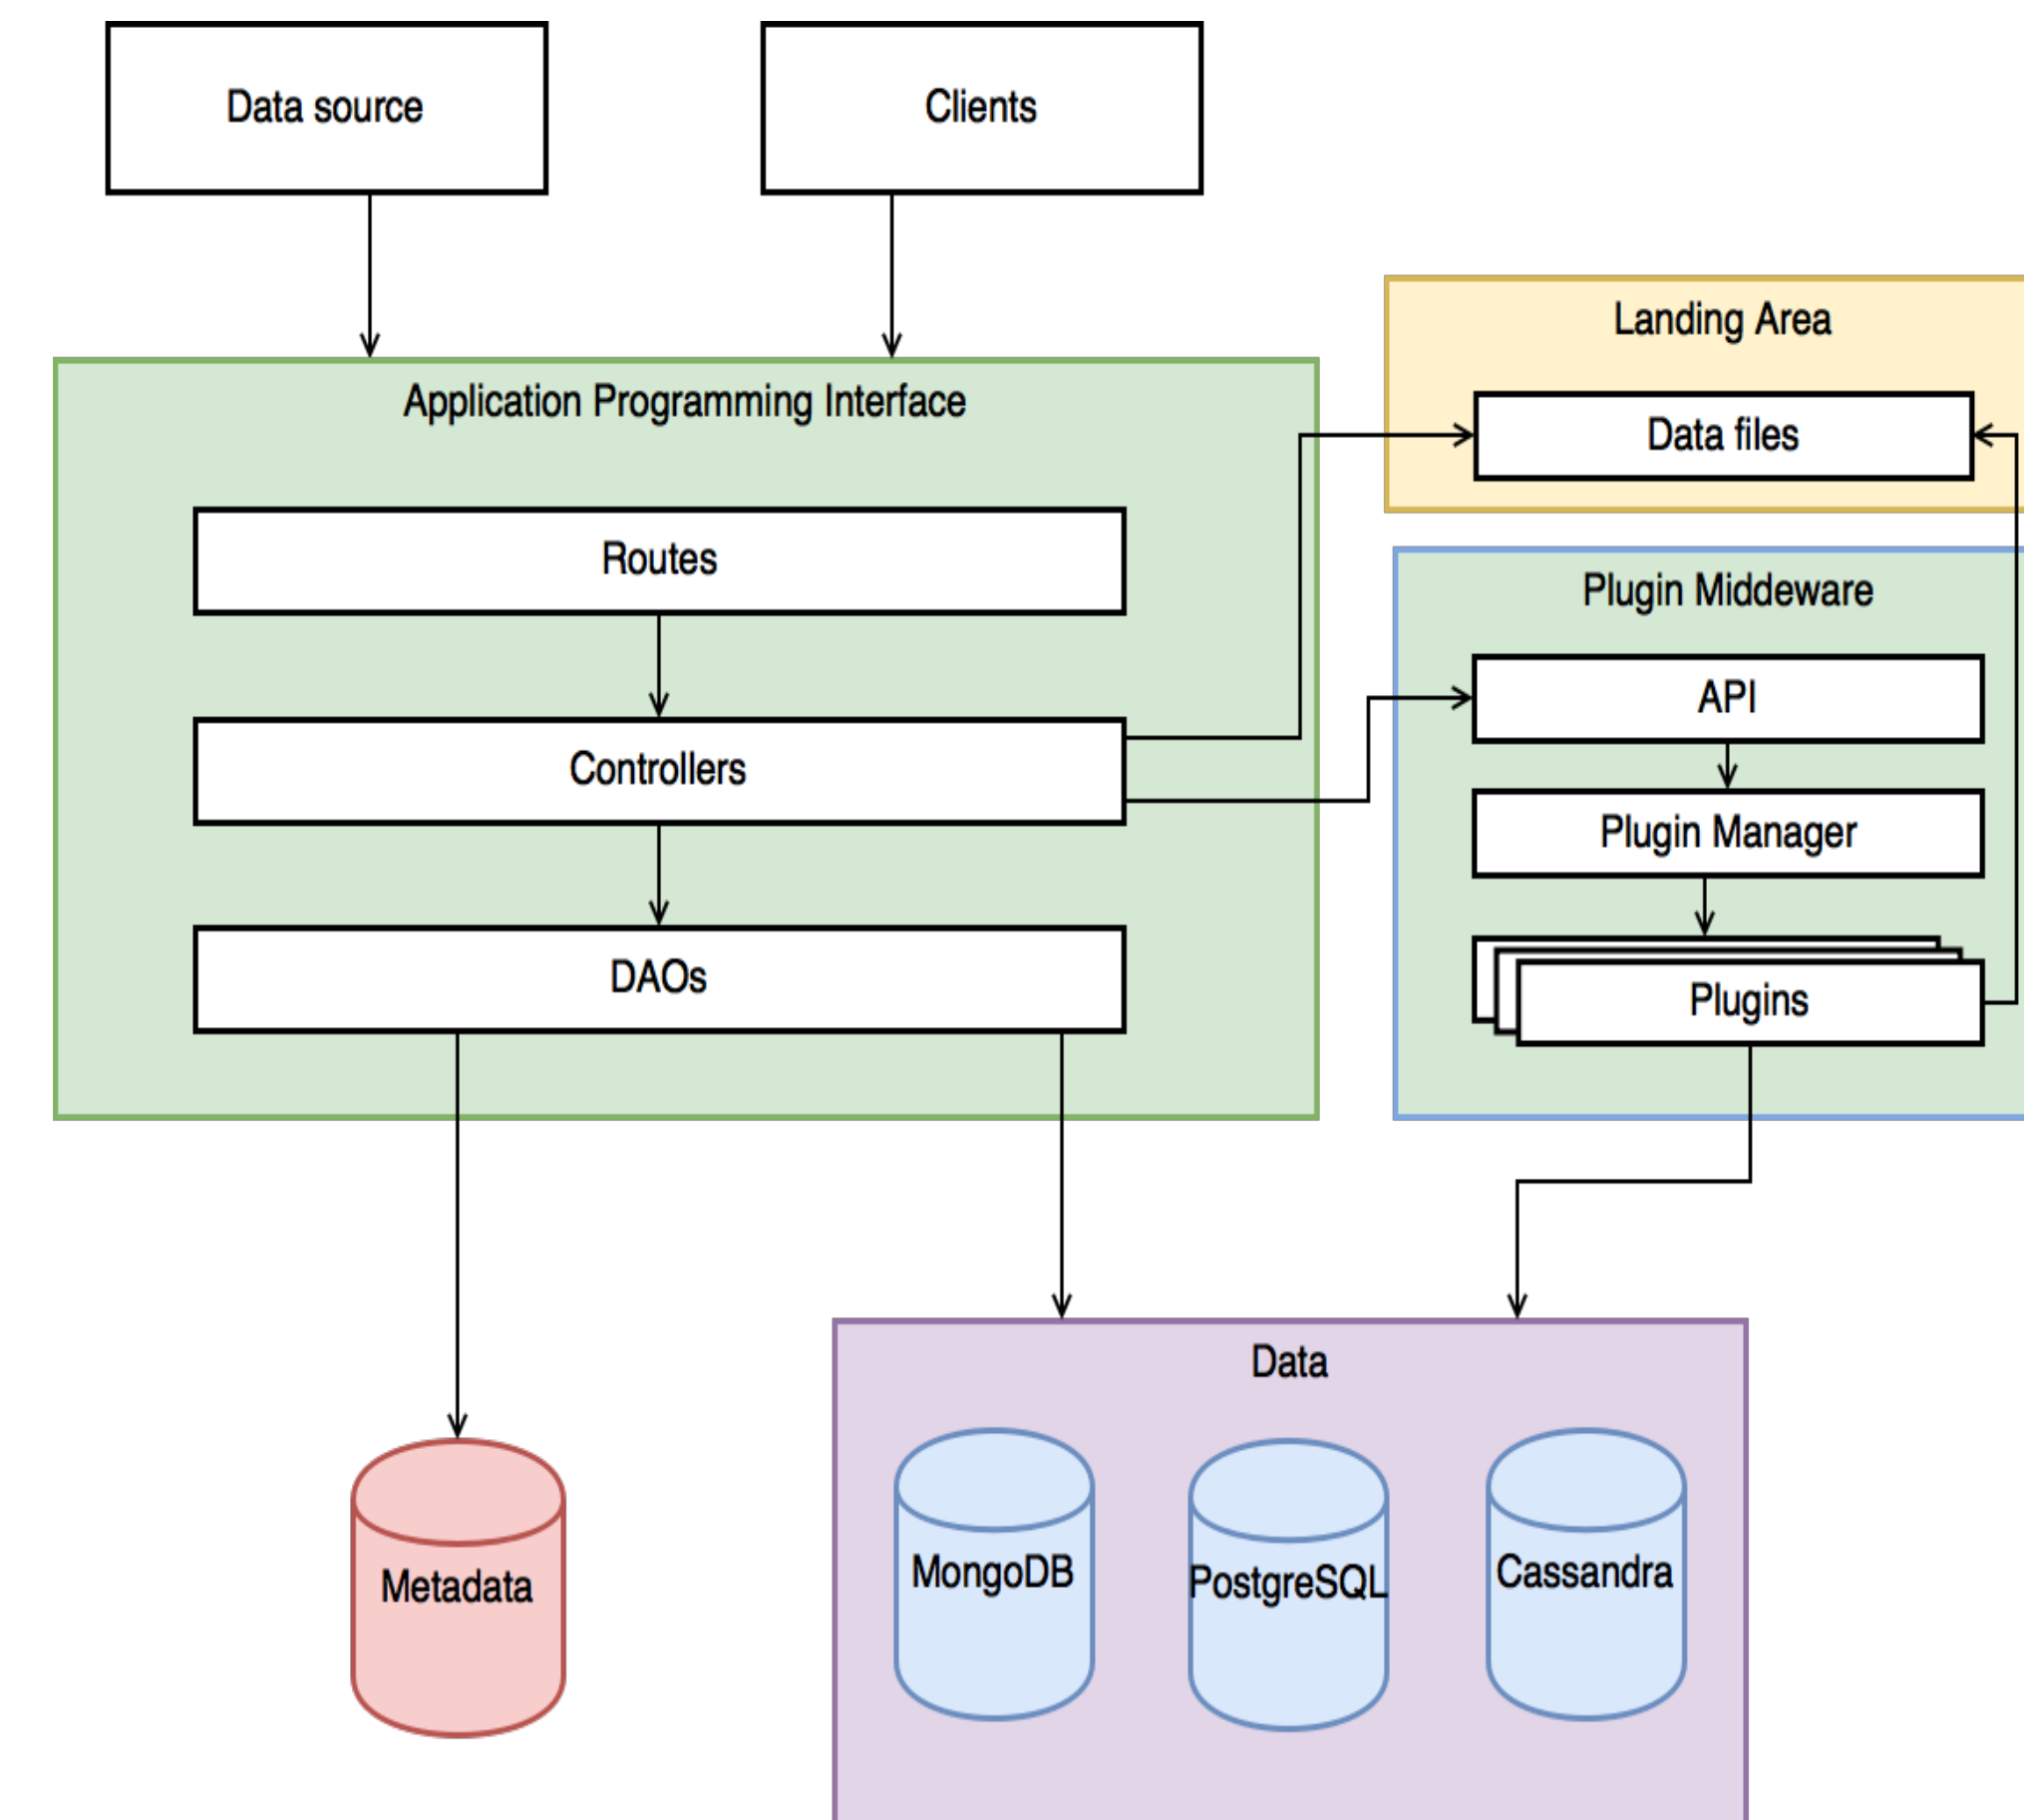 Data source
Clients
Application Programming Interface
Routes
Controllers
DAOs
Landing Area
Data files
Plugin Middeware
API
Plugin Manager
Plugins
Metadata
Data
MongoDB
PostgreSQL
Cassandra